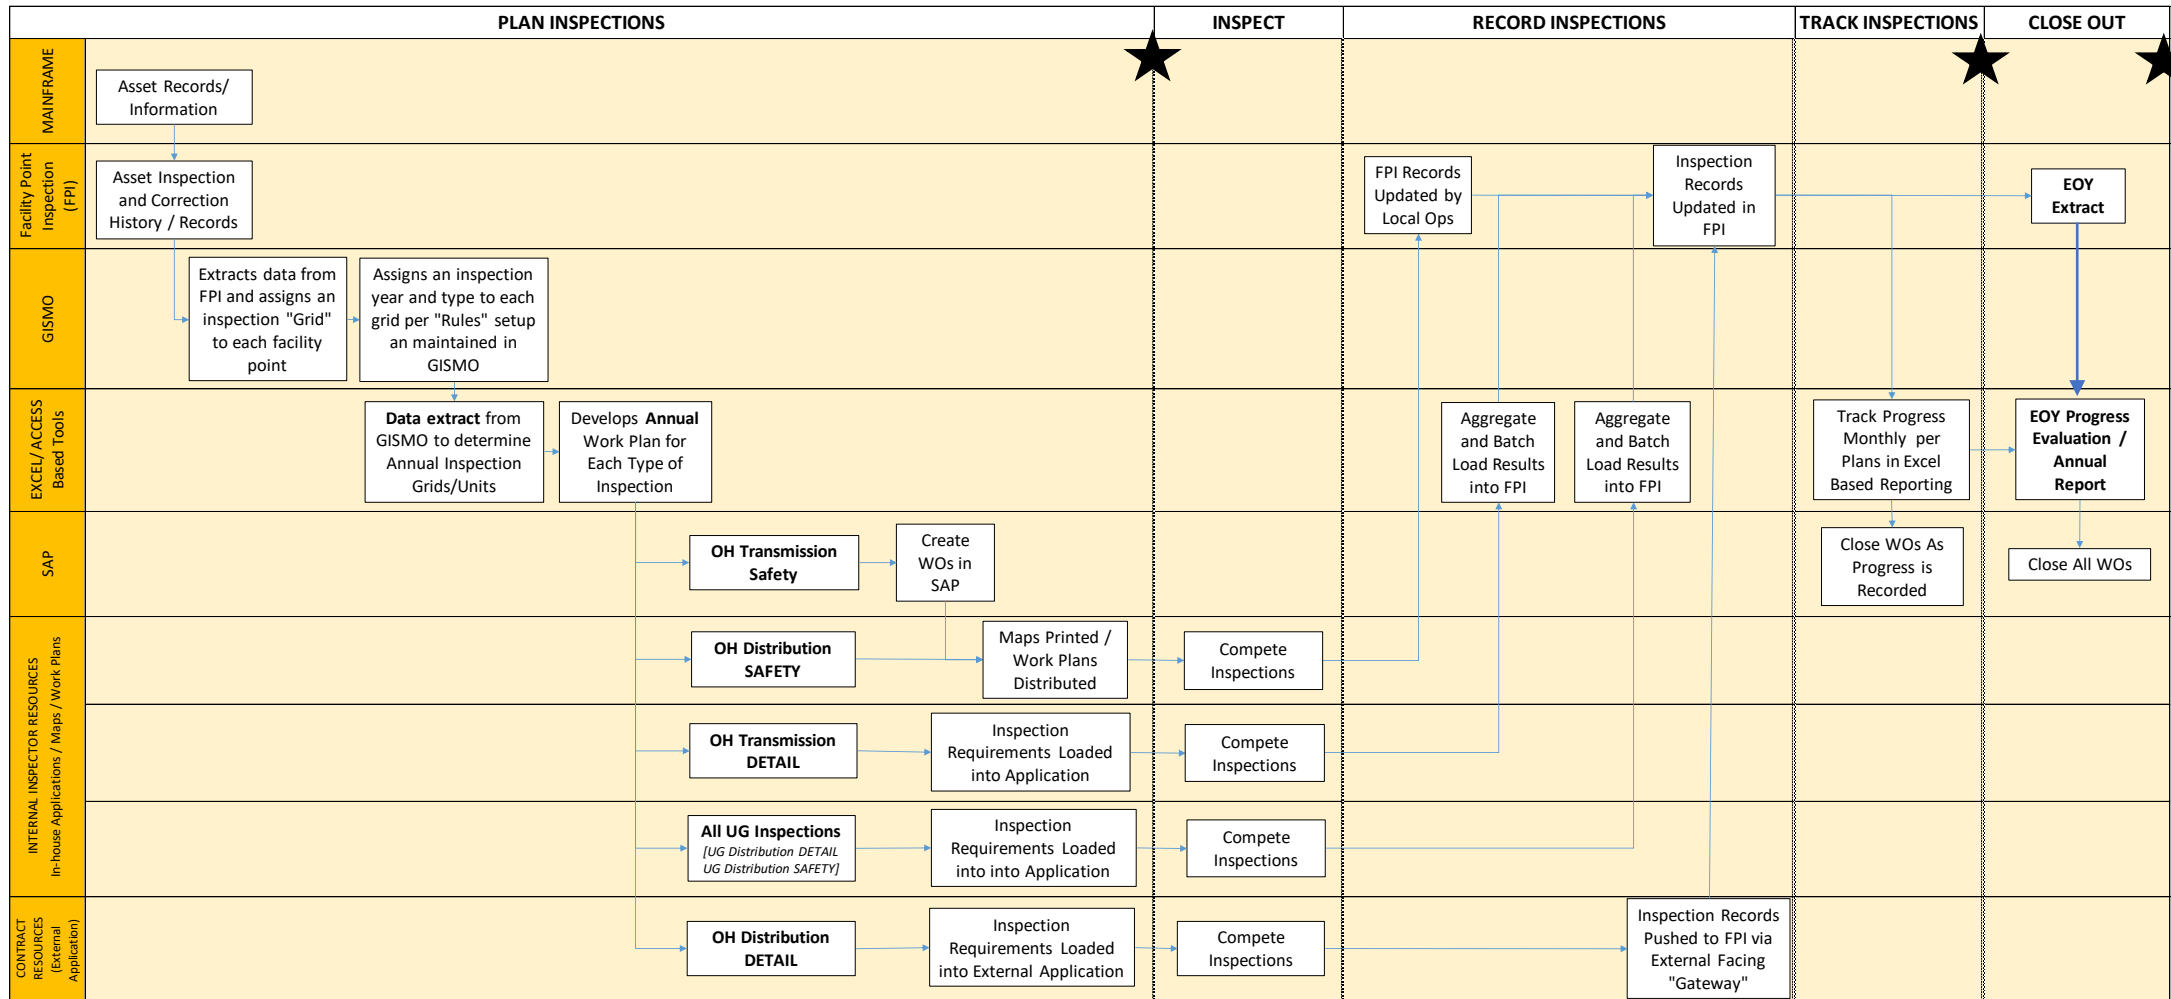 PLAN INSPECTIONS
INSPECT
RECORD INSPECTIONS
TRACK INSPECTIONS
CLOSE OUT
MAINFRAME
Asset Records/
Information
Facility Point
Inspection
(FPI)
Asset Inspection
and Correction
History / Records
FPI Records
Updated by
Local Ops
Inspection
Records
Updated in
FPI
EOY
Extract
GISMO
Extracts data from
FPI and assigns an
inspection "Grid"
to each facility
point
Assigns an inspection
year and type to each
grid per "Rules" setup
an maintained in
GISMO
EXCEL/ ACCESS
Based Tools
Data extract from
GISMO to determine
Annual Inspection
Grids/Units
Develops Annual
Work Plan for
Each Type of
Inspection
Aggregate
and Batch
Load Results
into FPI
Aggregate
and Batch
Load Results
into FPI
Track Progress
Monthly per
Plans in Excel
Based Reporting
EOY Progress
Evaluation /
Annual
Report
SAP
OH Transmission
Safety
Create
WOs in
SAP
Close WOs As
Progress is
Recorded
Close All WOs
INTERNAL INSPECTOR RESOURCES
In-house Applications / Maps / Work Plans
OH Distribution
SAFETY
Maps Printed /
Work Plans
Distributed
Compete
Inspections
OH Transmission
DETAIL
Inspection
Requirements Loaded
into Application
Compete
Inspections
All UG Inspections
[UG Distribution DETAIL
UG Distribution SAFETY]
Inspection
Requirements Loaded
into into Application
Compete
Inspections
CONTRACT
RESOURCES
(External
Application)
OH Distribution
DETAIL
Inspection
Requirements Loaded
into External Application
Compete
Inspections
Inspection Records
Pushed to FPI via
External Facing
"Gateway"